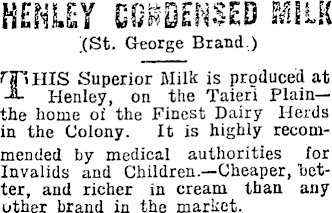 HENLEY CONDENSED MILK
(St. George Brand.)
THIS Superior Milk is produced at
Henley, on the Taieri Plain—
the home of the Finest Dairy Herds
in the Colony. It is highly recom-
mended by medical authorities for
Invalids and Children.—Cheaper, bet-
ter, and richer in cream than any
other brand in the market.